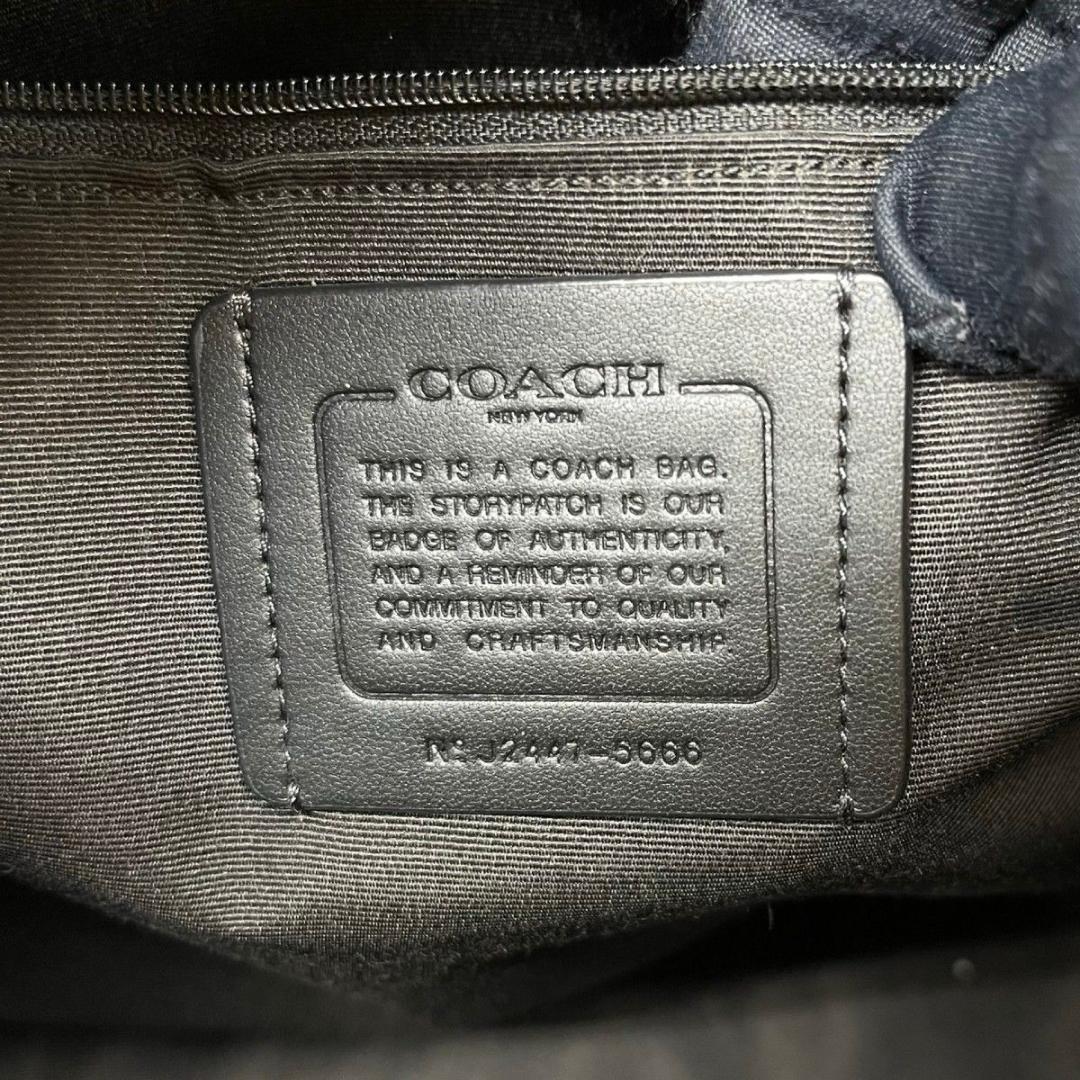 COACH
NEW YORK
THIS IS A COACH BAG.
THE STORYPATCH IS OUR
BADGE OF AUTHENTICITY,
AND A REMINDER OF OUR
COMMITMENT TO QUALITY
AND CRAFTSMANSHIP.